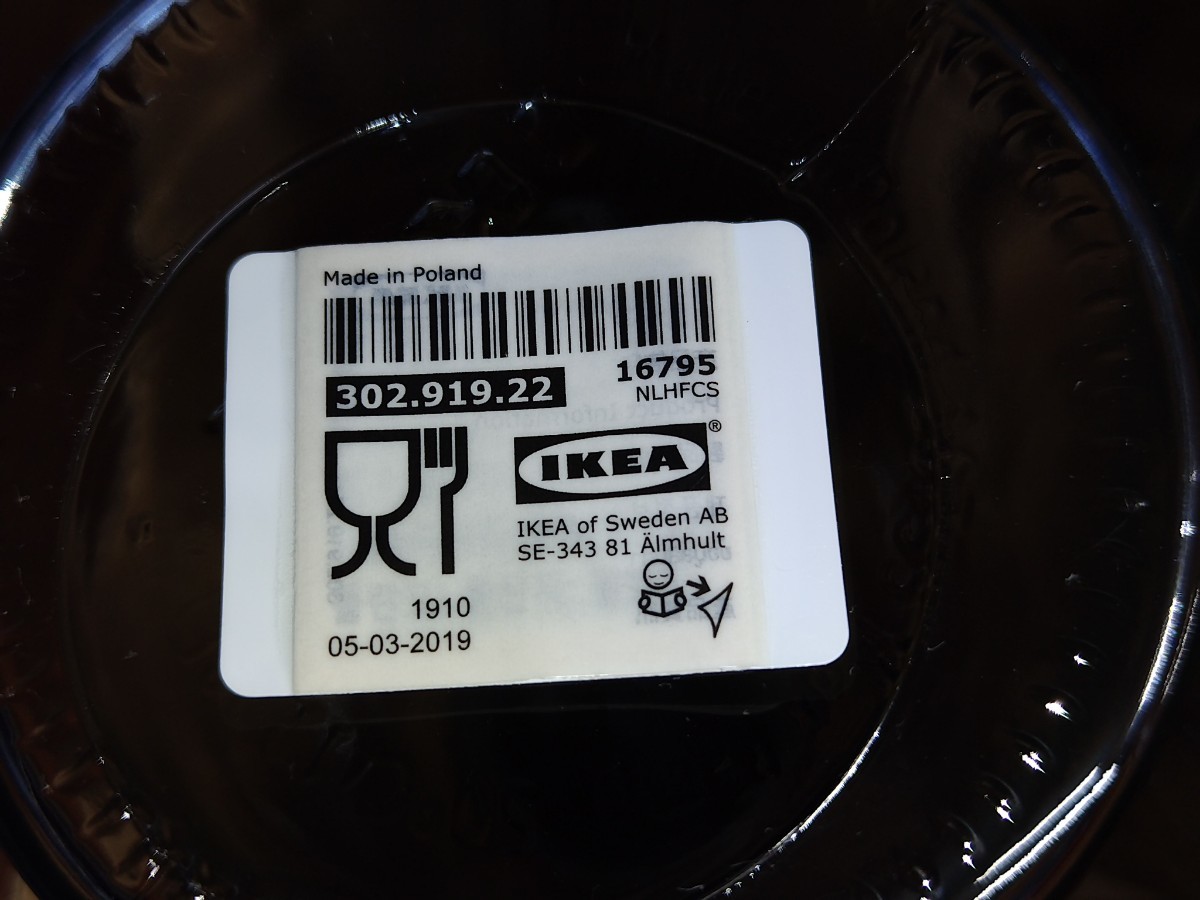 Made in Poland
302.919.22
16795
NLHFCS
IKEA®
IKEA of Sweden AB
SE-343 81 Älmhult
1910
05-03-2019